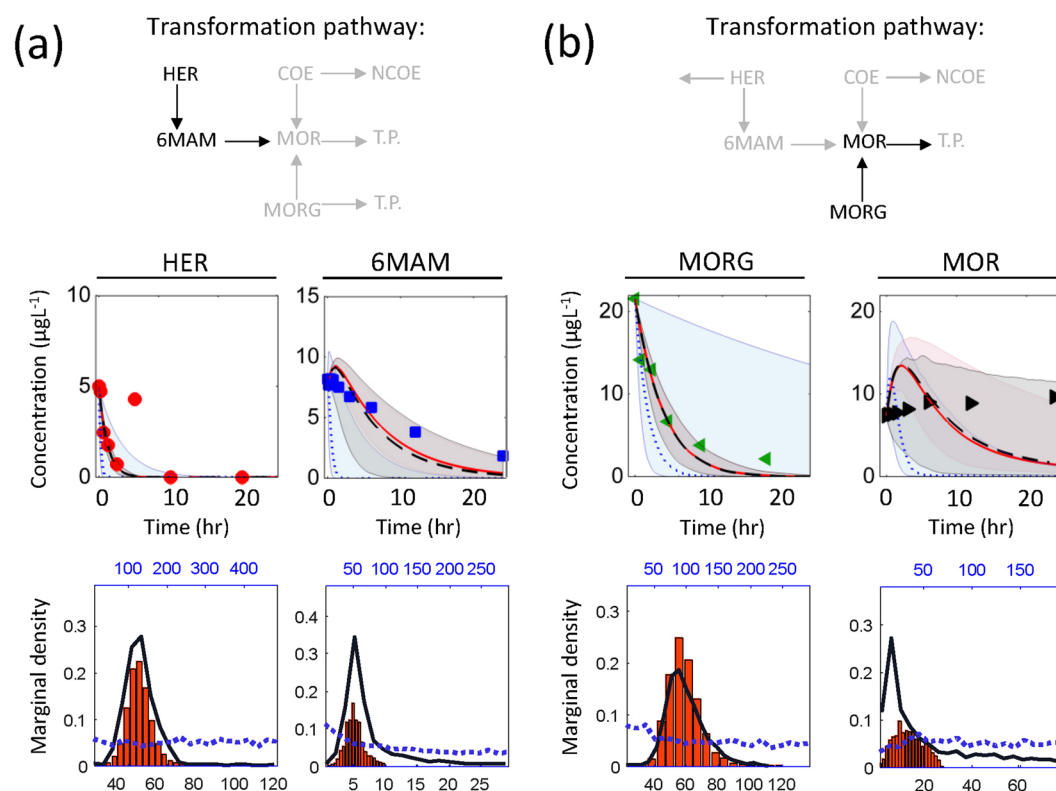 (a)
Transformation pathway:
HER
COE
NCOE
6MAM
MOR
T.P.
MORG
T.P.
(b)
Transformation pathway:
HER
COE
NCOE
6MAM
MOR
T.P.
MORG
HER
6MAM
MORG
MOR
Concentration (µgL⁻¹)
10
5
0
0 10 20
Time (hr)
15
10
5
0
0 10 20
Time (hr)
Concentration (µgL⁻¹)
20
10
0
0 10 20
Time (hr)
20
10
0
0 10 20
Time (hr)
Marginal density
100 200 300 400
0.3
0.2
0.1
0
40 60 80 100 120
50 100 150 200 250
0.4
0.3
0.2
0.1
0
5 10 15 20 25
Marginal density
50 100 150 200 250
0.3
0.2
0.1
0
40 60 80 100 120
50 100 150
0.3
0.2
0.1
0
20 40 60